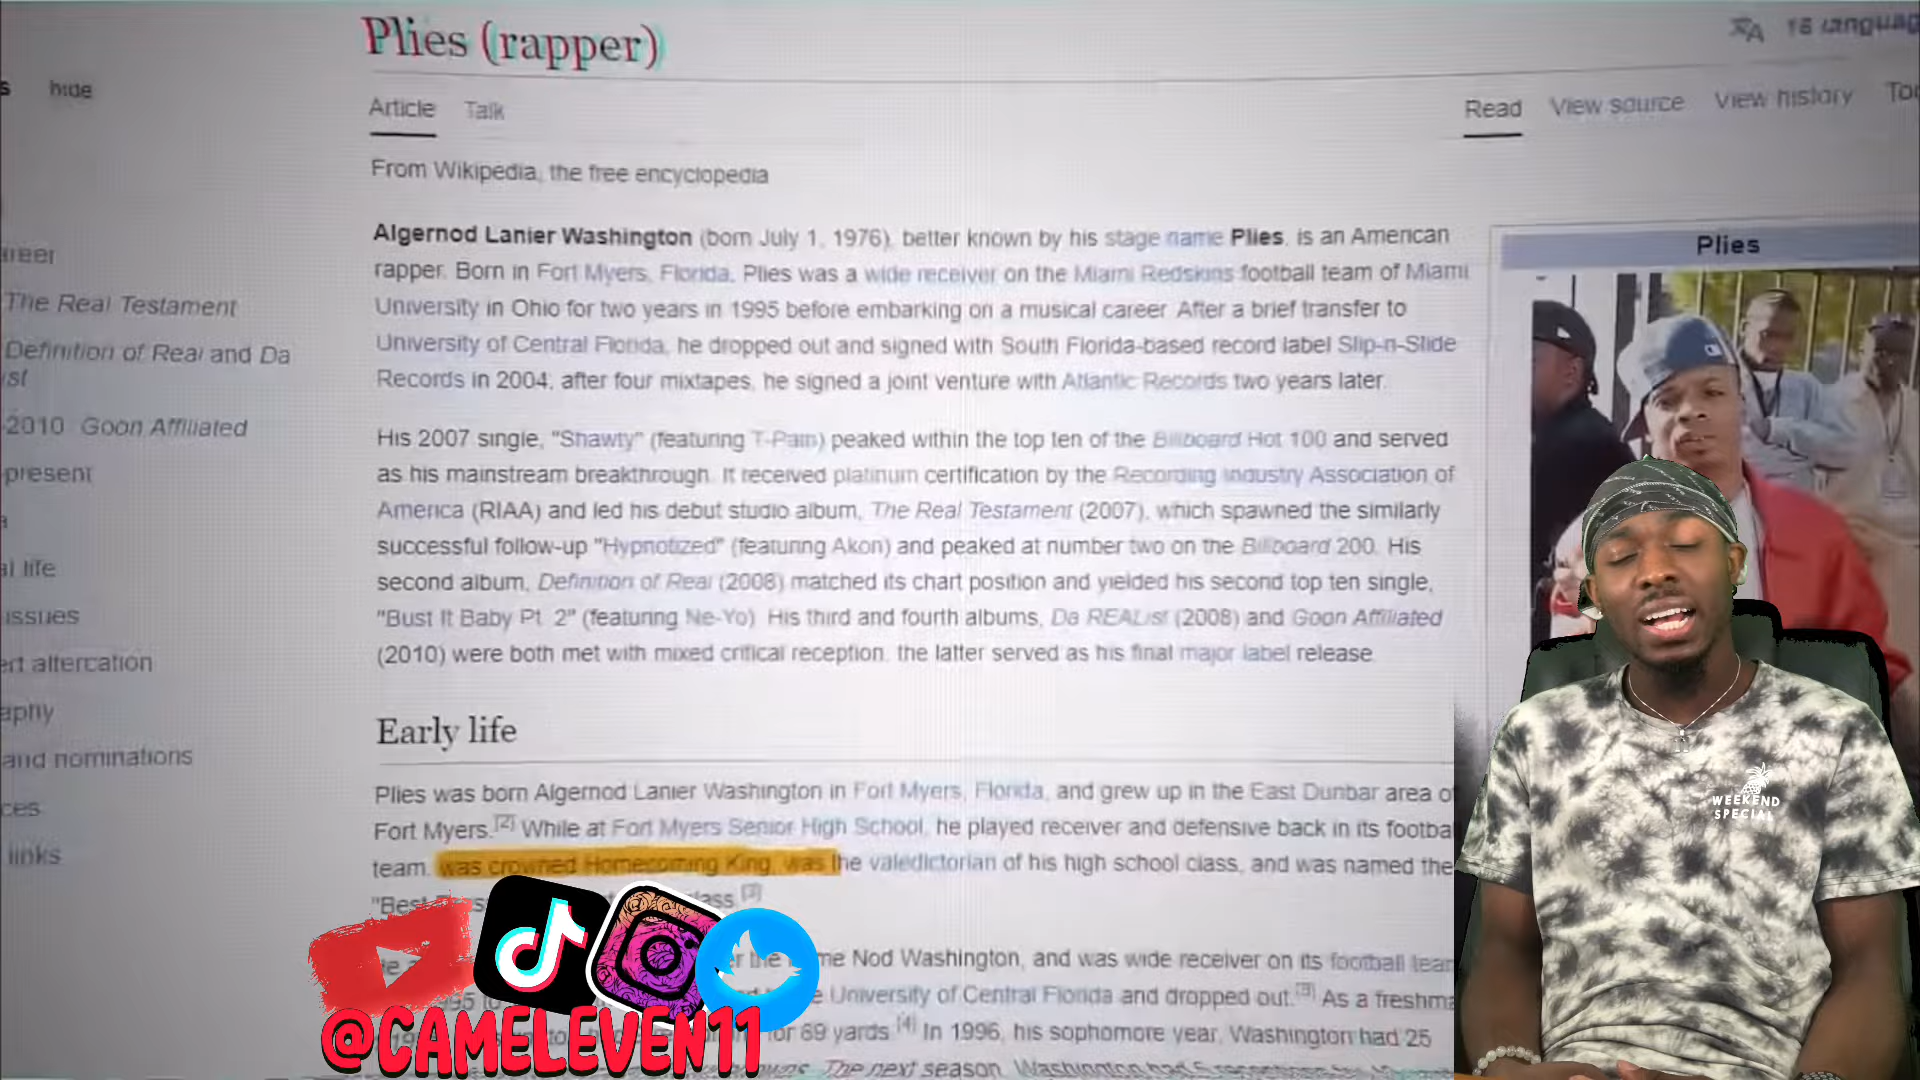 Plies (rapper)
hide
Article Talk
Read View source View history
From Wikipedia, the free encyclopedia
Algernod Lanier Washington (born July 1, 1976), better known by his stage name Plies, is an American
rapper. Born in Fort Myers, Florida, Plies was a wide receiver on the Miami Redskins football team of Miami
University in Ohio for two years in 1995 before embarking on a musical career. After a brief transfer to
University of Central Florida, he dropped out and signed with South Florida-based record label Slip-n-Slide
Records in 2004; after four mixtapes, he signed a joint venture with Atlantic Records two years later.
His 2007 single, "Shawty" (featuring T-Pain) peaked within the top ten of the Billboard Hot 100 and served
as his mainstream breakthrough. It received platinum certification by the Recording Industry Association of
America (RIAA) and led his debut studio album, The Real Testament (2007), which spawned the similarly
successful follow-up "Hypnotized" (featuring Akon) and peaked at number two on the Billboard 200. His
second album, Definition of Real (2008) matched its chart position and yielded his second top ten single,
"Bust It Baby Pt. 2" (featuring Ne-Yo). His third and fourth albums, Da REAList (2008) and Goon Affiliated
(2010) were both met with mixed critical reception; the latter served as his final major label release.
Plies
The Real Testament
Definition of Real and Da
2010 Goon Affiliated
present
life
issues
altercation
and nominations
links
Early life
Plies was born Algernod Lanier Washington in Fort Myers, Florida, and grew up in the East Dunbar area of
Fort Myers.[2] While at Fort Myers Senior High School, he played receiver and defensive back in its
team, was crowned Homecoming King, was the valedictorian of his high school class, and was named the
"Best
[3]
Nod Washington, and was wide receiver on its football
University of Central Florida and dropped out.[3] As a
for 69 yards.[4] In 1996, his sophomore year, Washington had 25
The next season, Washington had 5
@CAMELEVEN11
WEEKEND
SPECIAL